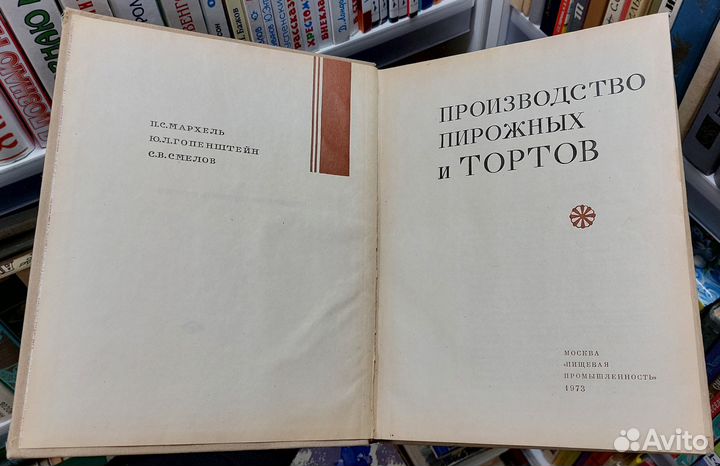 П.С.МАРХЕЛЬ
Ю.Л.ГОПЕНШТЕЙН
С.В.СМЕЛОВ
ПРОИЗВОДСТВО
ПИРОЖНЫХ
и ТОРТОВ
МОСКВА
«ПИЩЕВАЯ
ПРОМЫШЛЕННОСТЬ»
1973
Avito